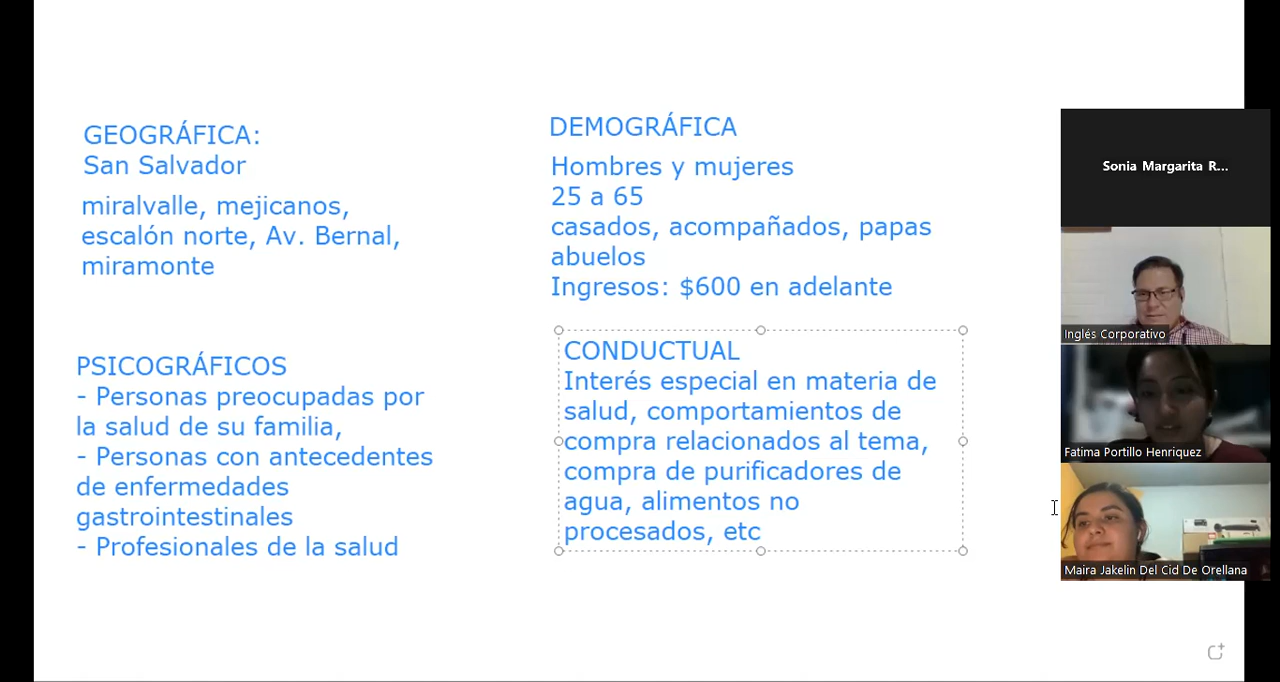 GEOGRÁFICA:
San Salvador
miralvalle, mejicanos,
escalón norte, Av. Bernal,
miramonte
DEMOGRÁFICA
Hombres y mujeres
25 a 65
casados, acompañados, papas
abuelos
Ingresos: $600 en adelante
PSICOGRÁFICOS
- Personas preocupadas por
la salud de su familia,
- Personas con antecedentes
de enfermedades
gastrointestinales
- Profesionales de la salud
CONDUCTUAL
Interés especial en materia de
salud, comportamientos de
compra relacionados al tema,
compra de purificadores de
agua, alimentos no
procesados, etc
Sonia Margarita R...
Inglés Corporativo
Fatima Portillo Henriquez
Maira Jakelin Del Cid De Orellana